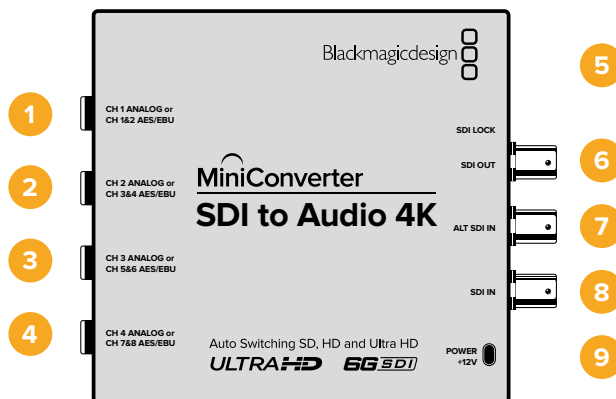 Blackmagicdesign
1
CH 1 ANALOG or
CH 1&2 AES/EBU
2
CH 2 ANALOG or
CH 3&4 AES/EBU
3
CH 3 ANALOG or
CH 5&6 AES/EBU
4
CH 4 ANALOG or
CH 7&8 AES/EBU
MiniConverter
SDI to Audio 4K
Auto Switching SD, HD and Ultra HD
ULTRA HD 6G SDI
5
SDI LOCK
SDI OUT
6
ALT SDI IN
7
SDI IN
8
POWER
+12V
9